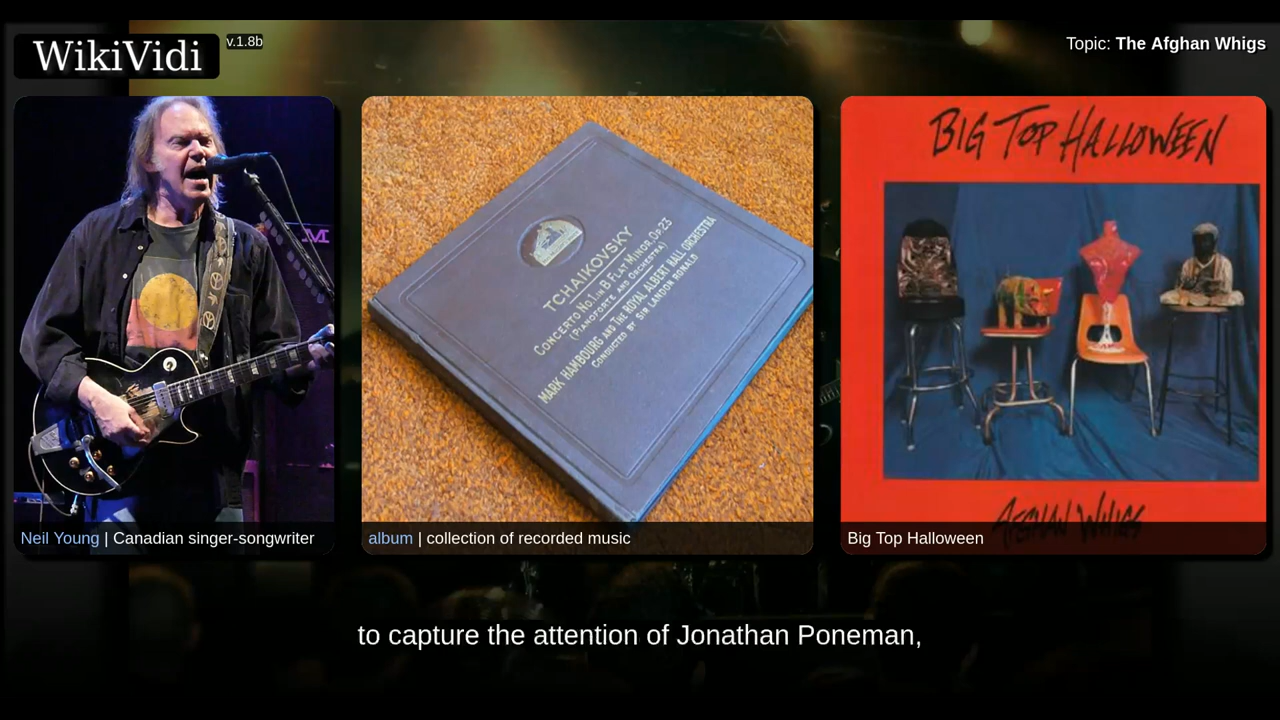 WikiVidi
v.1.8b
Topic: The Afghan Whigs
TCHAIKOVSKY
CONCERTO No. 1. IN B FLAT MINOR, Op. 23
(PIANOFORTE AND ORCHESTRA)
MARK HAMBOURG AND THE ROYAL ALBERT HALL ORCHESTRA
CONDUCTED BY SIR LANDON RONALD
BIG TOP HALLOWEEN
AFGHAN WHIGS
Neil Young | Canadian singer-songwriter
album | collection of recorded music
Big Top Halloween
to capture the attention of Jonathan Poneman,